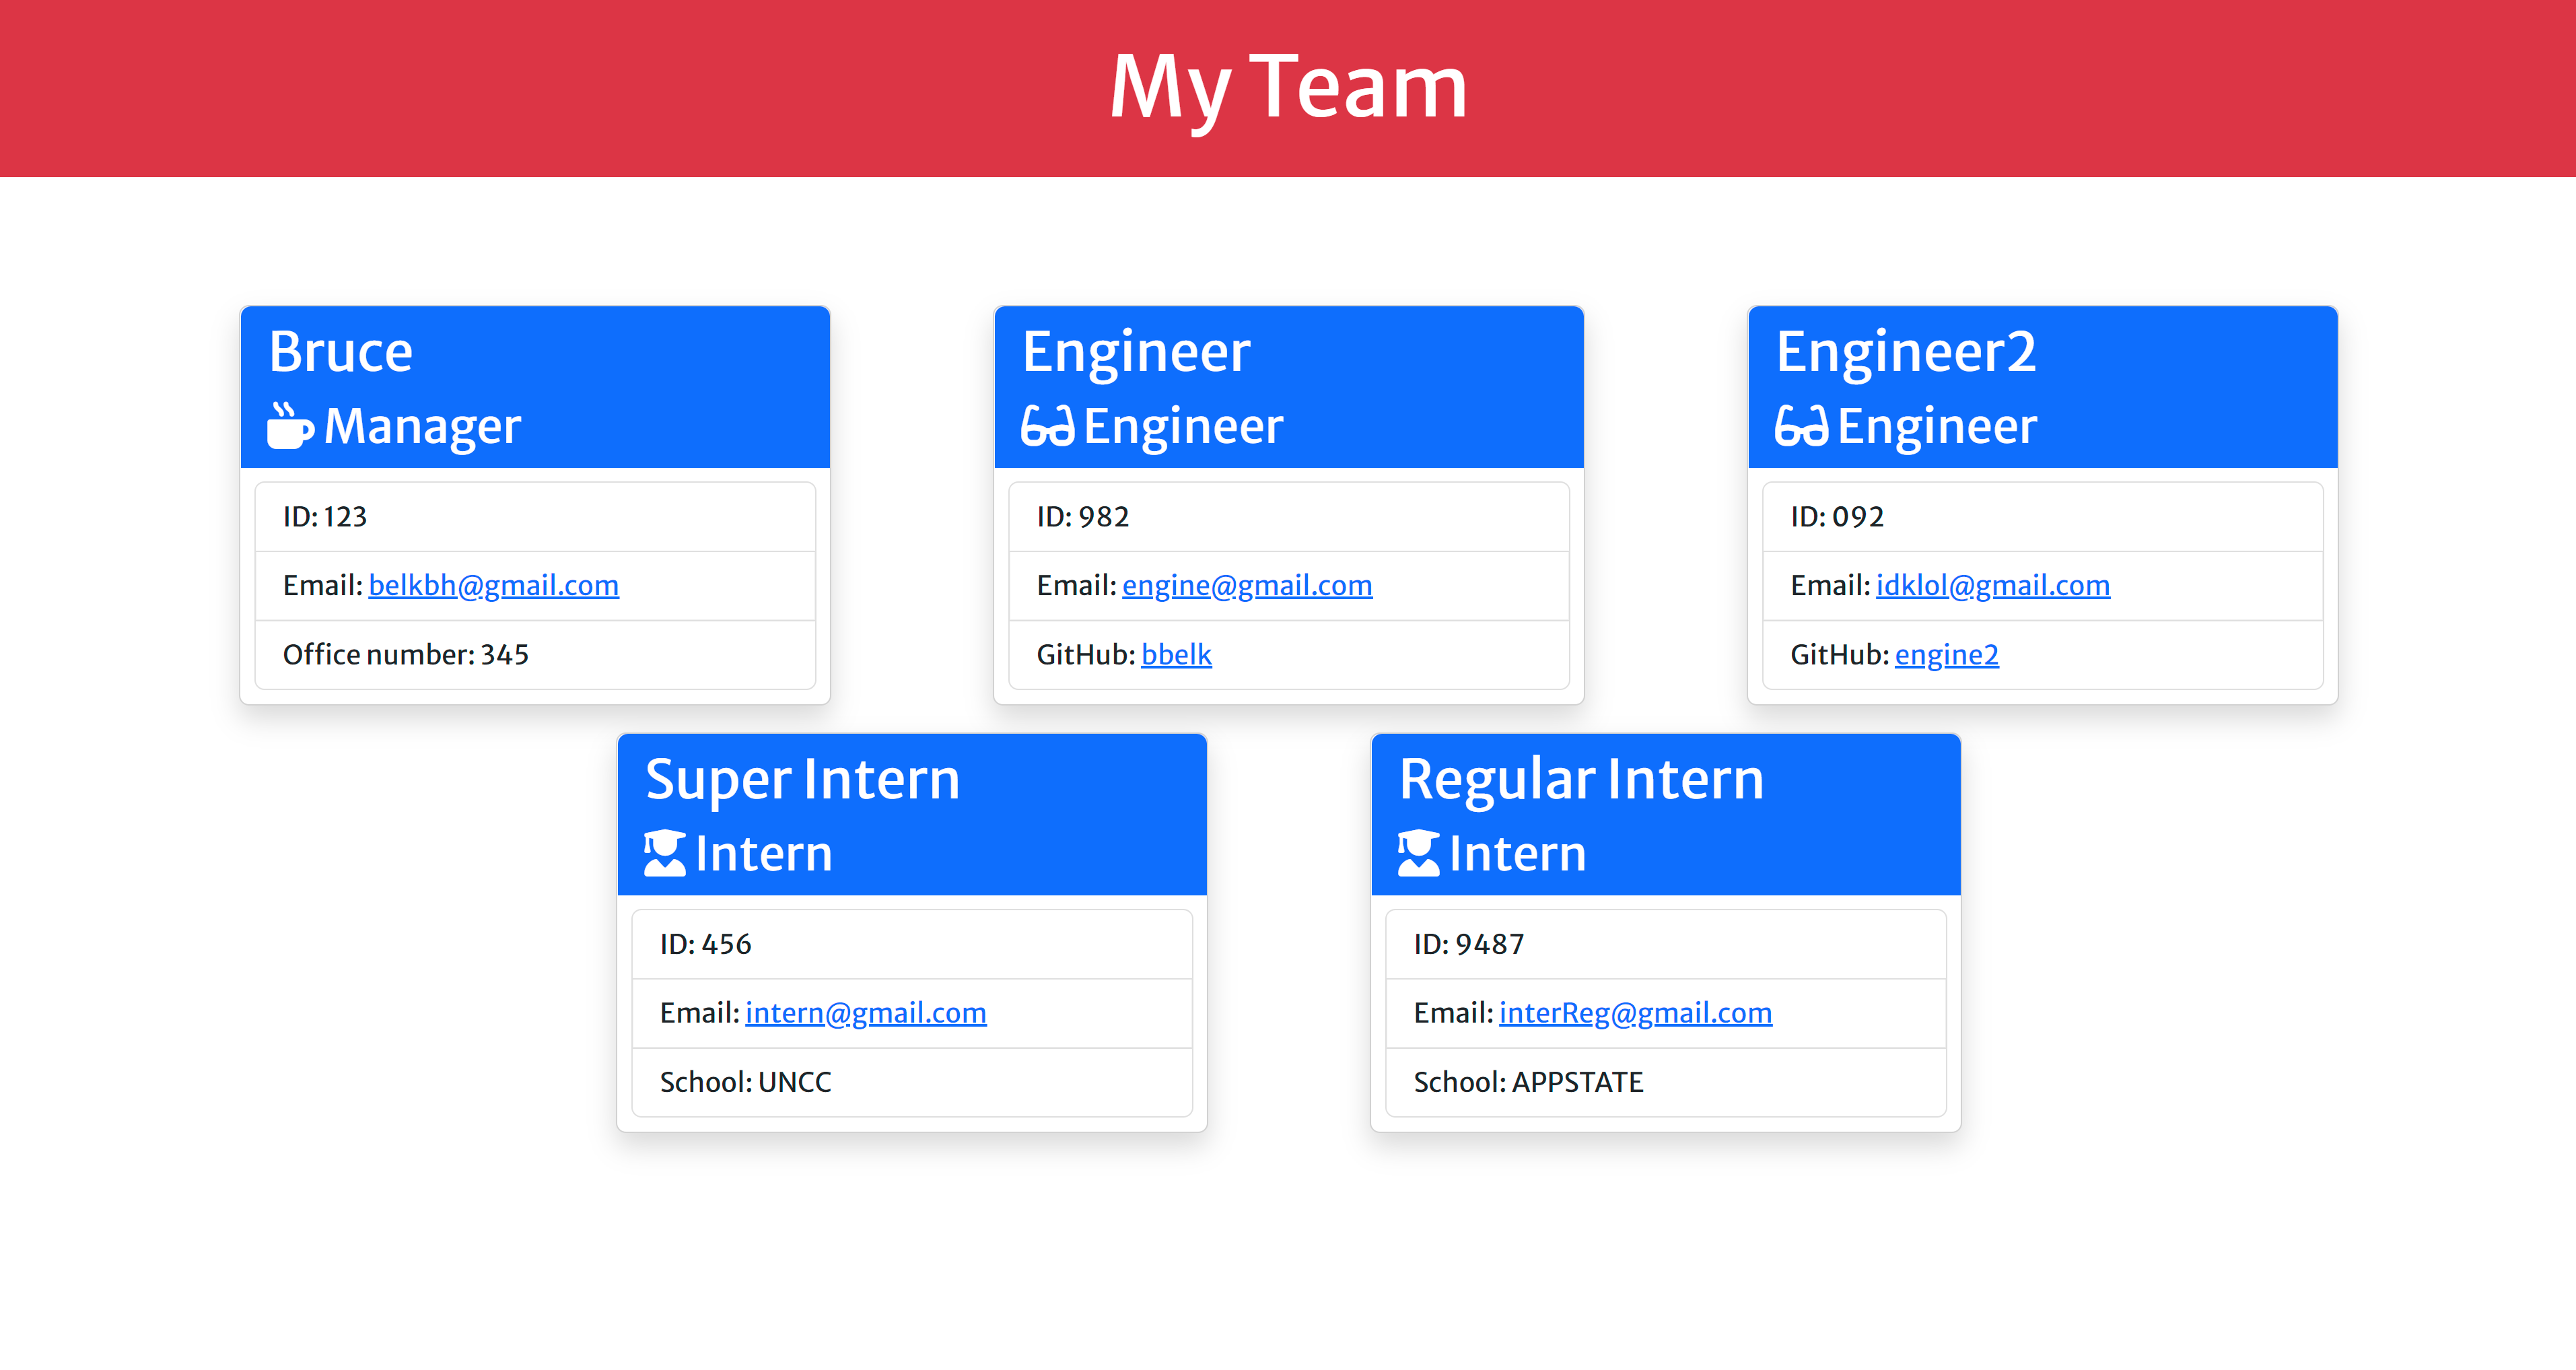 My Team
Bruce
Manager
ID: 123
Email: belkbh@gmail.com
Office number: 345
Engineer
Engineer
ID: 982
Email: engine@gmail.com
GitHub: bbelk
Engineer2
Engineer
ID: 092
Email: idklol@gmail.com
GitHub: engine2
Super Intern
Intern
ID: 456
Email: intern@gmail.com
School: UNCC
Regular Intern
Intern
ID: 9487
Email: interReg@gmail.com
School: APPSTATE